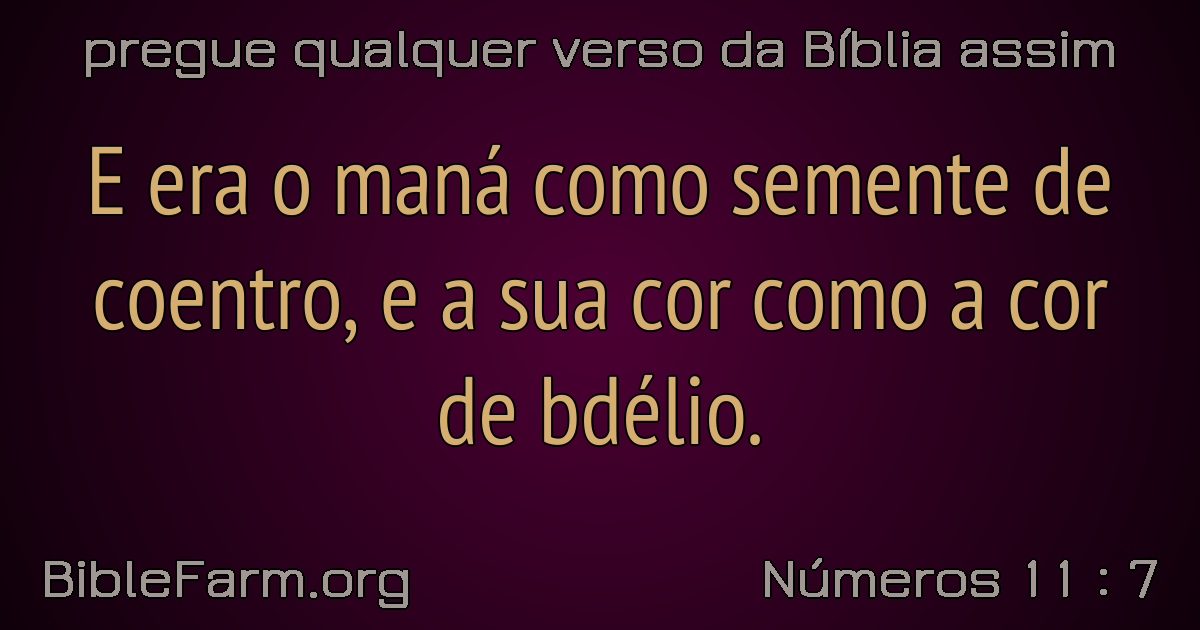 pregue qualquer verso da Bíblia assim
E era o maná como semente de
coentro, e a sua cor como a cor
de bdélio.
BibleFarm.org
Números 11 : 7